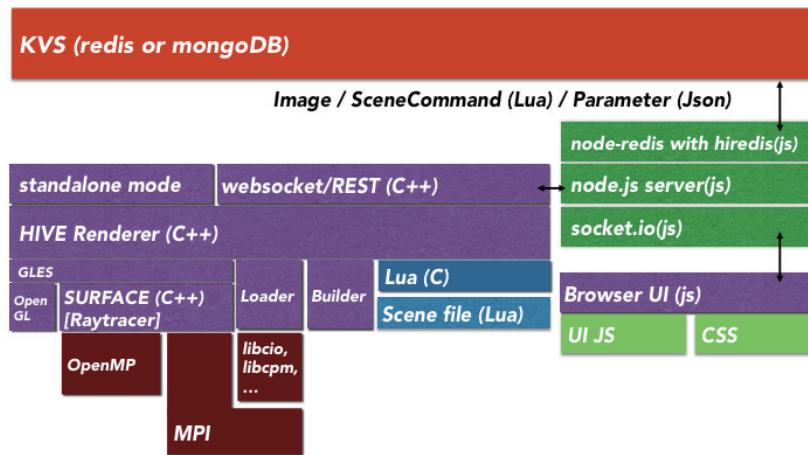 KVS (redis or mongoDB)
Image / SceneCommand (Lua) / Parameter (Json)
node-redis with hiredis(js)
standalone mode
websocket/REST (C++)
node.js server(js)
HIVE Renderer (C++)
socket.io(js)
GLES
Open
GL
SURFACE (C++)
[Raytracer]
Loader
Builder
Lua (C)
Scene file (Lua)
Browser UI (js)
UI JS
CSS
OpenMP
libcio,
libcpm,
...
MPI